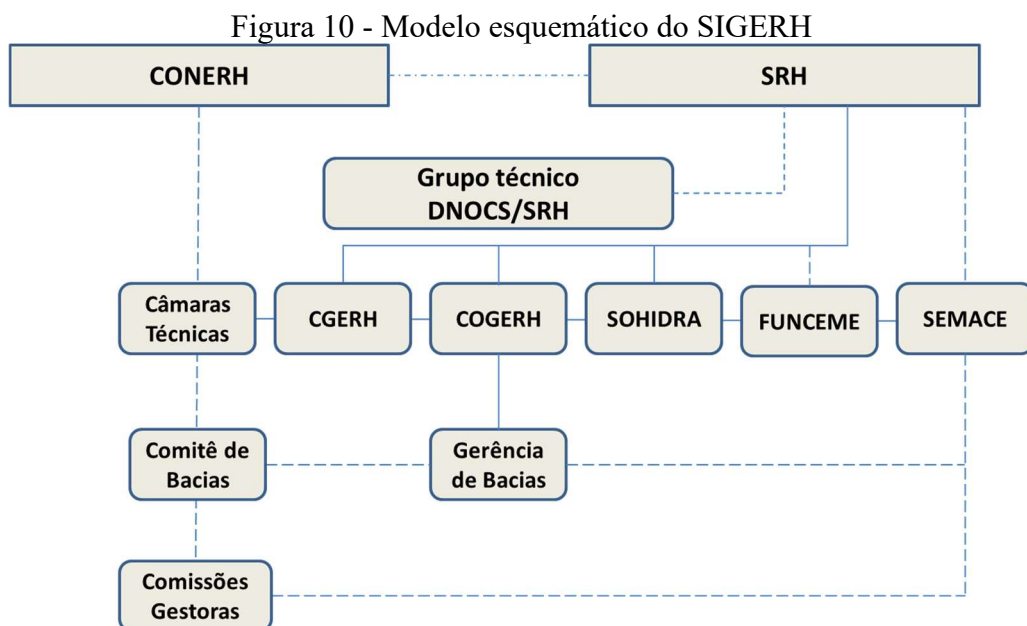 Figura 10 - Modelo esquemático do SIGERH
CONERH
SRH
Grupo técnico
DNOCS/SRH
Câmaras
Técnicas
CGERH
COGERH
SOHIDRA
FUNCEME
SEMACE
Comitê de
Bacias
Gerência
de Bacias
Comissões
Gestoras